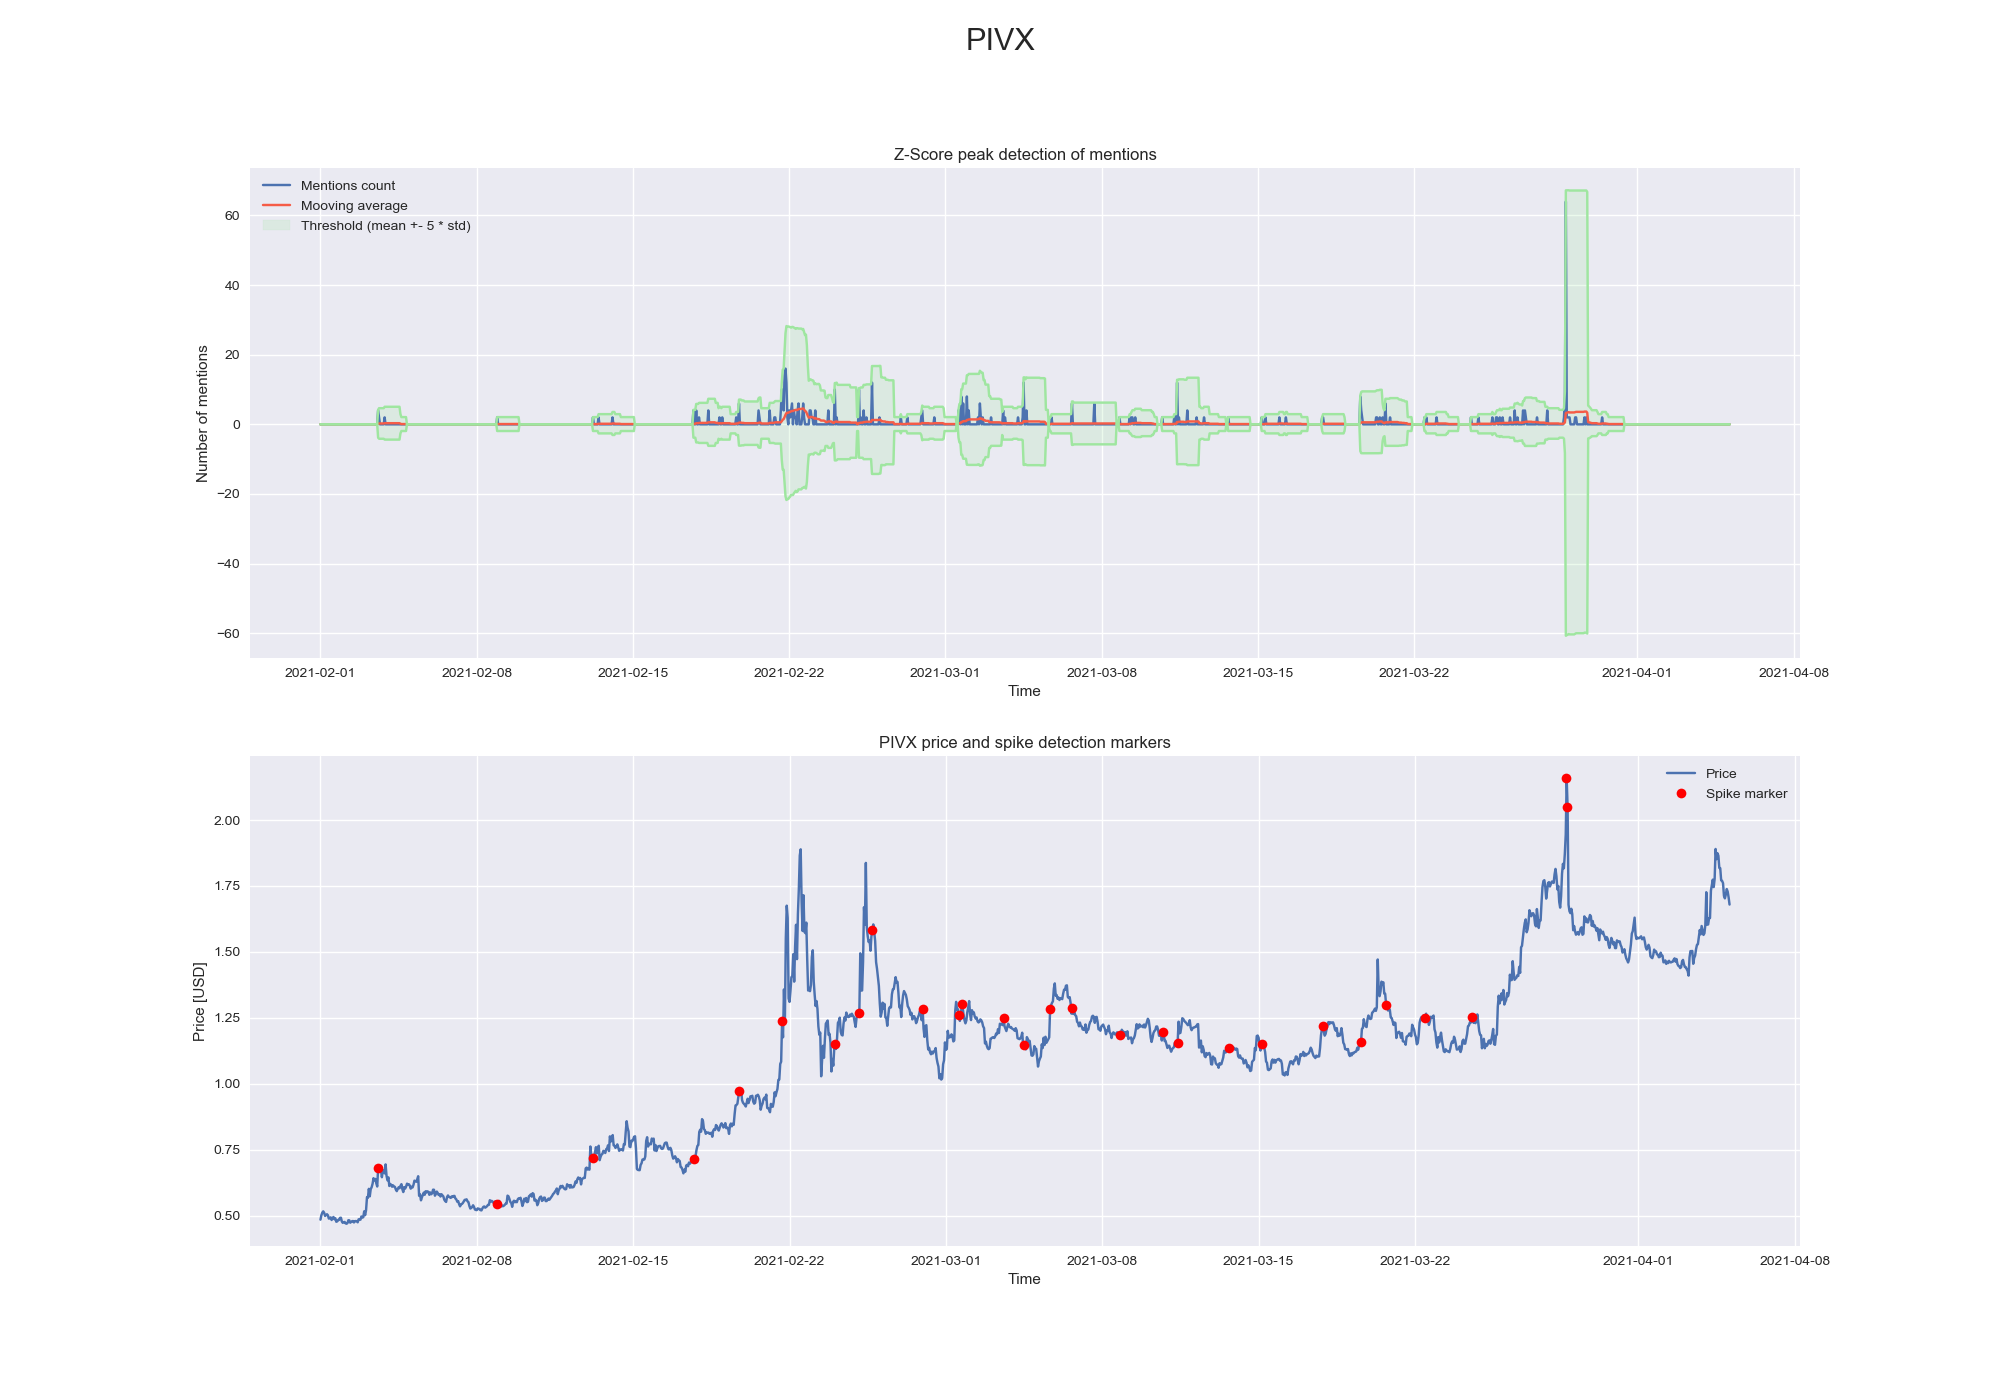 PIVX
Z-Score peak detection of mentions
Mentions count
Mooving average
Threshold (mean +- 5 * std)
Number of mentions
60
40
20
0
−20
−40
−60
2021-02-01 2021-02-08 2021-02-15 2021-02-22 2021-03-01 2021-03-08 2021-03-15 2021-03-22 2021-04-01 2021-04-08
Time
PIVX price and spike detection markers
Price
Spike marker
Price [USD]
2.00
1.75
1.50
1.25
1.00
0.75
0.50
2021-02-01 2021-02-08 2021-02-15 2021-02-22 2021-03-01 2021-03-08 2021-03-15 2021-03-22 2021-04-01 2021-04-08
Time